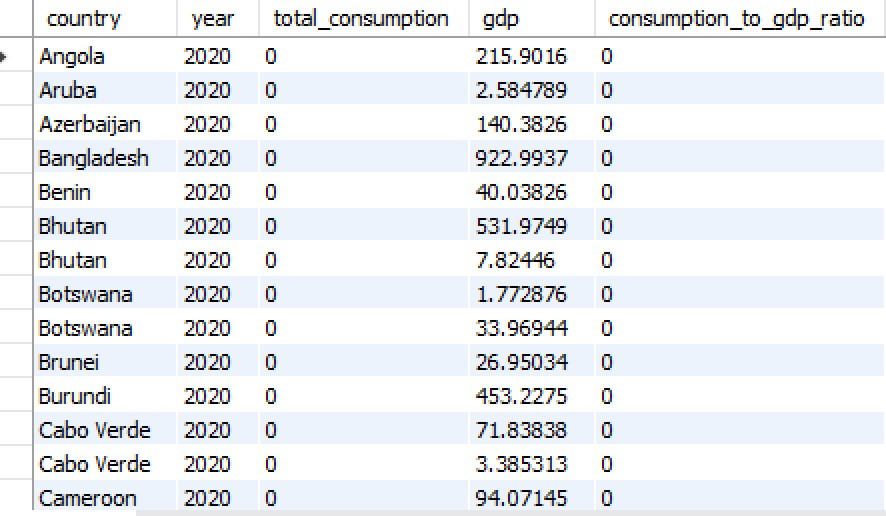 country year total_consumption gdp consumption_to_gdp_ratio
Angola 2020 0 215.9016 0
Aruba 2020 0 2.584789 0
Azerbaijan 2020 0 140.3826 0
Bangladesh 2020 0 922.9937 0
Benin 2020 0 40.03826 0
Bhutan 2020 0 531.9749 0
Bhutan 2020 0 7.82446 0
Botswana 2020 0 1.772876 0
Botswana 2020 0 33.96944 0
Brunei 2020 0 26.95034 0
Burundi 2020 0 453.2275 0
Cabo Verde 2020 0 71.83838 0
Cabo Verde 2020 0 3.385313 0
Cameroon 2020 0 94.07145 0